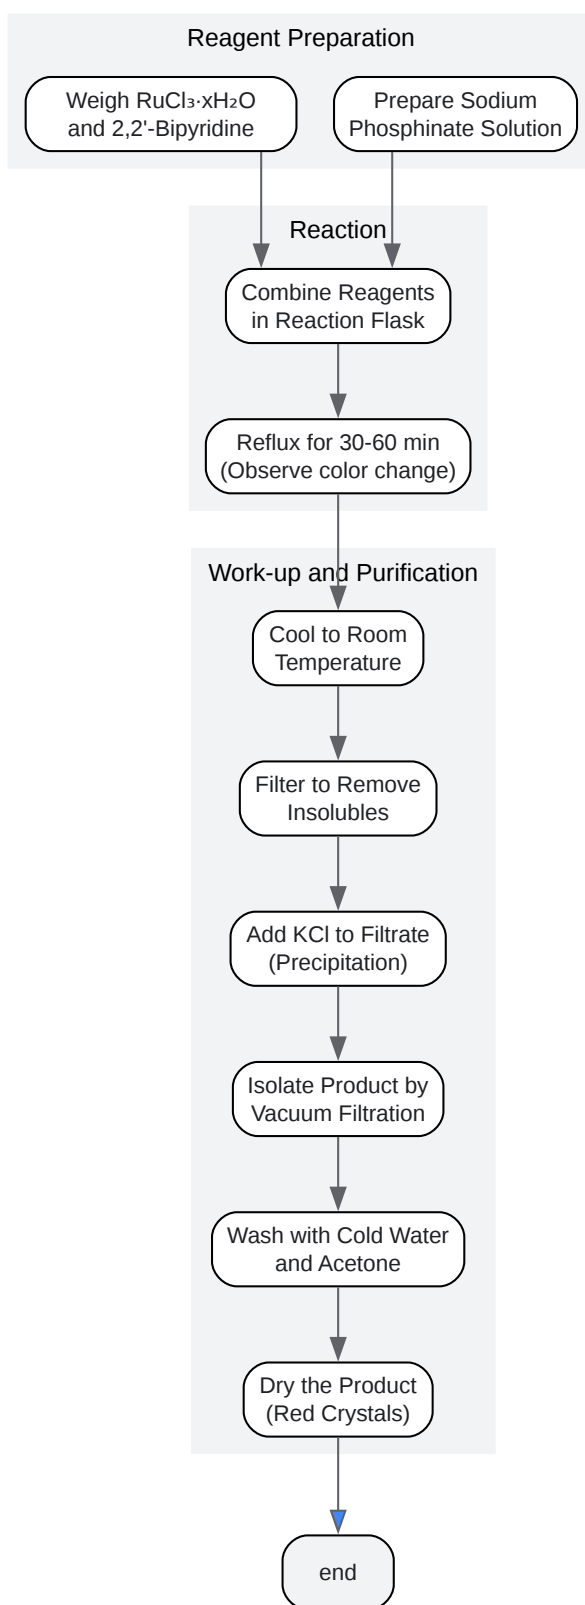 Reagent Preparation
Weigh RuCl₃·xH₂O
and 2,2'-Bipyridine
Prepare Sodium
Phosphinate Solution
Reaction
Combine Reagents
in Reaction Flask
Reflux for 30-60 min
(Observe color change)
Work-up and Purification
Cool to Room
Temperature
Filter to Remove
Insolubles
Add KCl to Filtrate
(Precipitation)
Isolate Product by
Vacuum Filtration
Wash with Cold Water
and Acetone
Dry the Product
(Red Crystals)
end